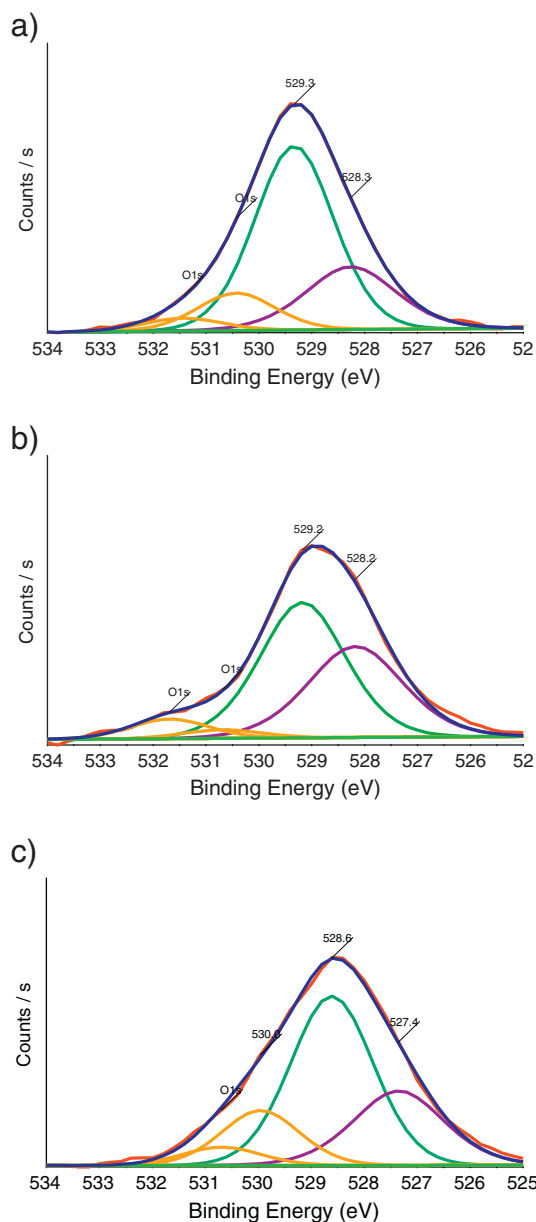 a)
529.3
528.3
O1s
O1s
Counts / s
534 533 532 531 530 529 528 527 526 52
Binding Energy (eV)
b)
529.2
528.2
O1s
O1s
Counts / s
534 533 532 531 530 529 528 527 526 52
Binding Energy (eV)
c)
528.6
527.4
530.0
O1s
Counts / s
534 533 532 531 530 529 528 527 526 525
Binding Energy (eV)